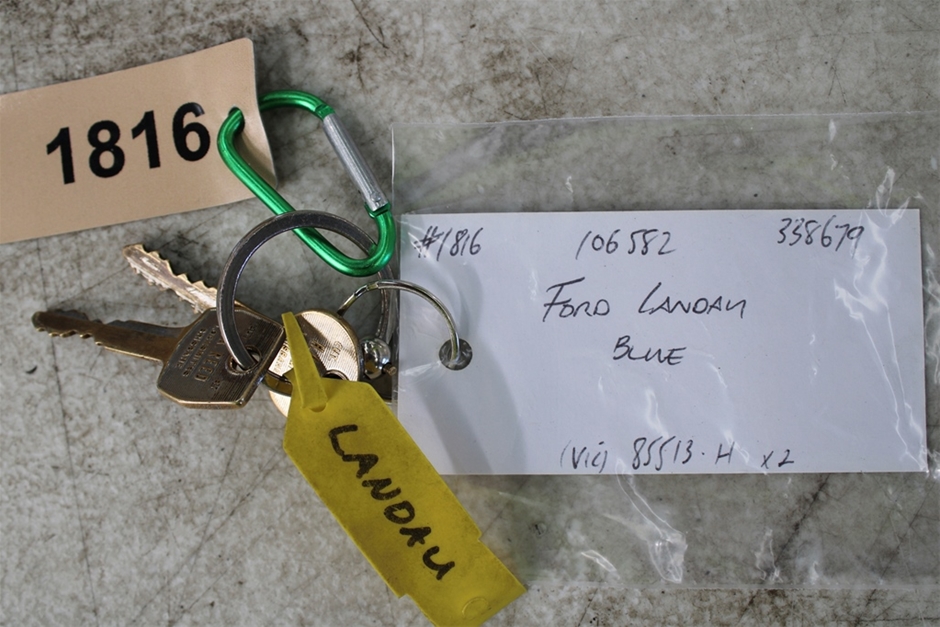 1816
#1816 106582 338679
FORD LANDAU
BLUE
(VIC) 85513·H x2
LANDAU